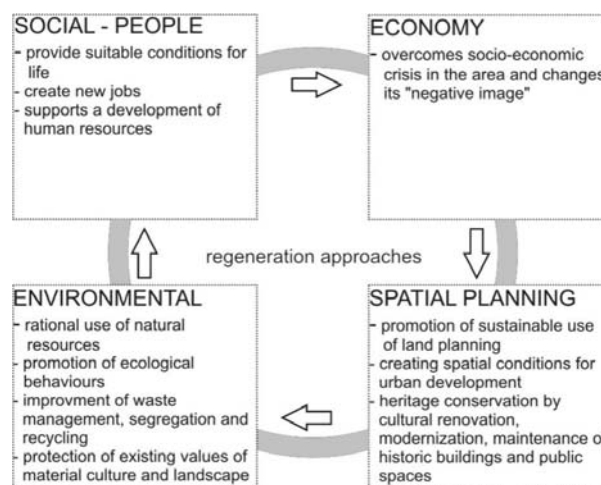 SOCIAL - PEOPLE
- provide suitable conditions for
life
- create new jobs
- supports a development of
human resources
ECONOMY
- overcomes socio-economic
crisis in the area and changes
its "negative image"
regeneration approaches
ENVIRONMENTAL
- rational use of natural
resources
- promotion of ecological
behaviours
- improvment of waste
management, segregation and
recycling
- protection of existing values of
material culture and landscape
SPATIAL PLANNING
- promotion of sustainable use
of land planning
- creating spatial conditions for
urban development
- heritage conservation by
cultural renovation,
modernization, maintenance o
historic buildings and public
spaces